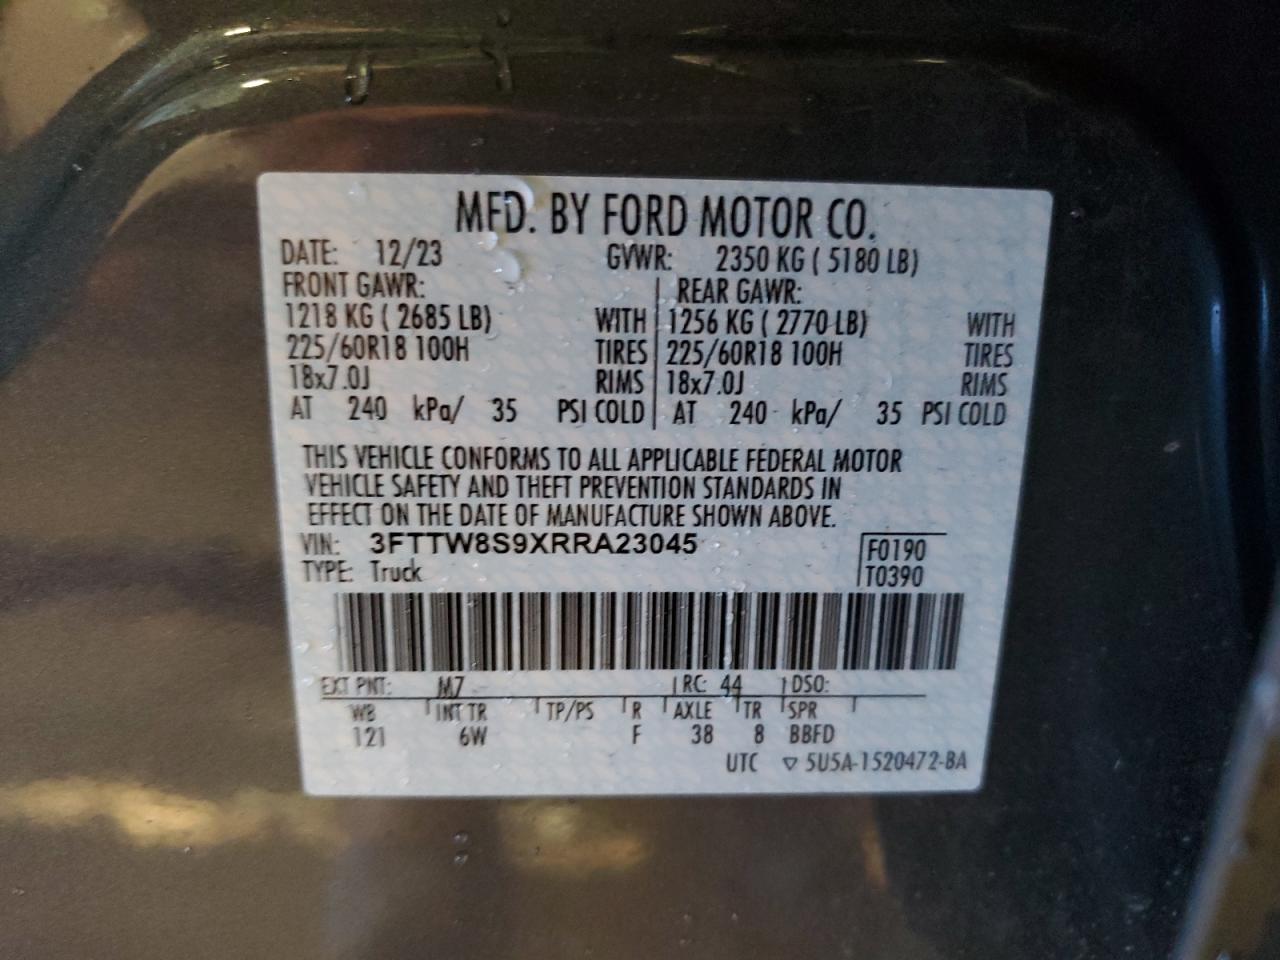 MFD. BY FORD MOTOR CO.
DATE: 12/23 GVWR: 2350 KG ( 5180 LB)
FRONT GAWR: REAR GAWR:
1218 KG ( 2685 LB) WITH 1256 KG ( 2770 LB) WITH
225/60R18 100H TIRES 225/60R18 100H TIRES
18x7.0J RIMS 18x7.0J RIMS
AT 240 kPa/ 35 PSI COLD AT 240 kPa/ 35 PSI COLD
THIS VEHICLE CONFORMS TO ALL APPLICABLE FEDERAL MOTOR
VEHICLE SAFETY AND THEFT PREVENTION STANDARDS IN
EFFECT ON THE DATE OF MANUFACTURE SHOWN ABOVE.
VIN: 3FTTW8S9XRRA23045 F0190
TYPE: Truck T0390
EXT PNT: M7 RC: 44 DSO:
WB INT TR TP/PS R AXLE TR SPR
121 6W F 38 8 BBFD
UTC ▽ 5U5A-1520472-BA